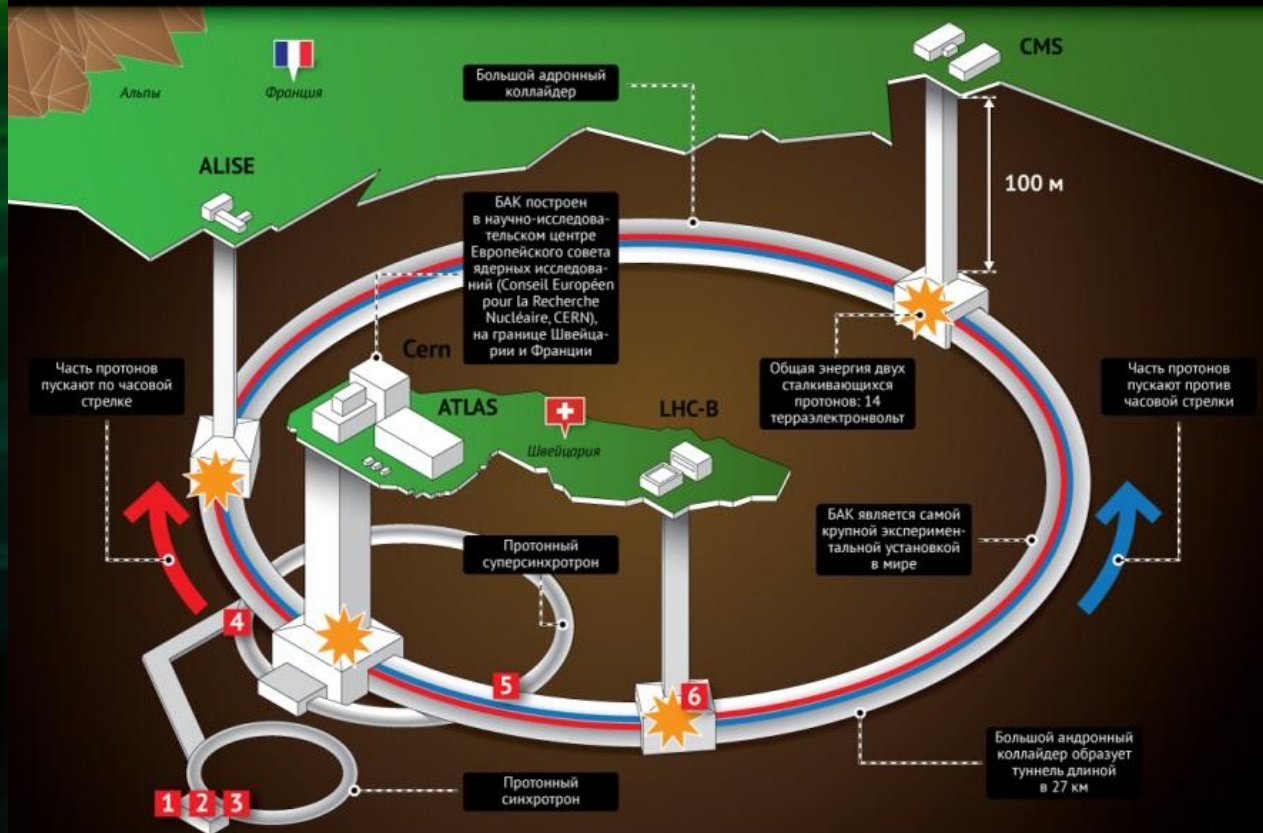 CMS
Альпы
Франция
Большой адронный
коллайдер
ALISE
100 м
БАК построен
в научно-исследова-
тельском центре
Европейского совета
ядерных исследова-
ний (Conseil Européen
pour la Recherche
Nucléaire, CERN),
на границе Швейца-
рии и Франции
Cern
Часть протонов
пускают по часовой
стрелке
Общая энергия двух
сталкивающихся
протонов: 14
терраэлектронвольт
Часть протонов
пускают против
часовой стрелки
ATLAS
LHC-B
Швейцария
БАК является самой
крупной эксперимен-
тальной установкой
в мире
Протонный
суперсинхротрон
4
5
6
Большой андронный
коллайдер образует
туннель длиной
в 27 км
Протонный
синхротрон
1 2 3